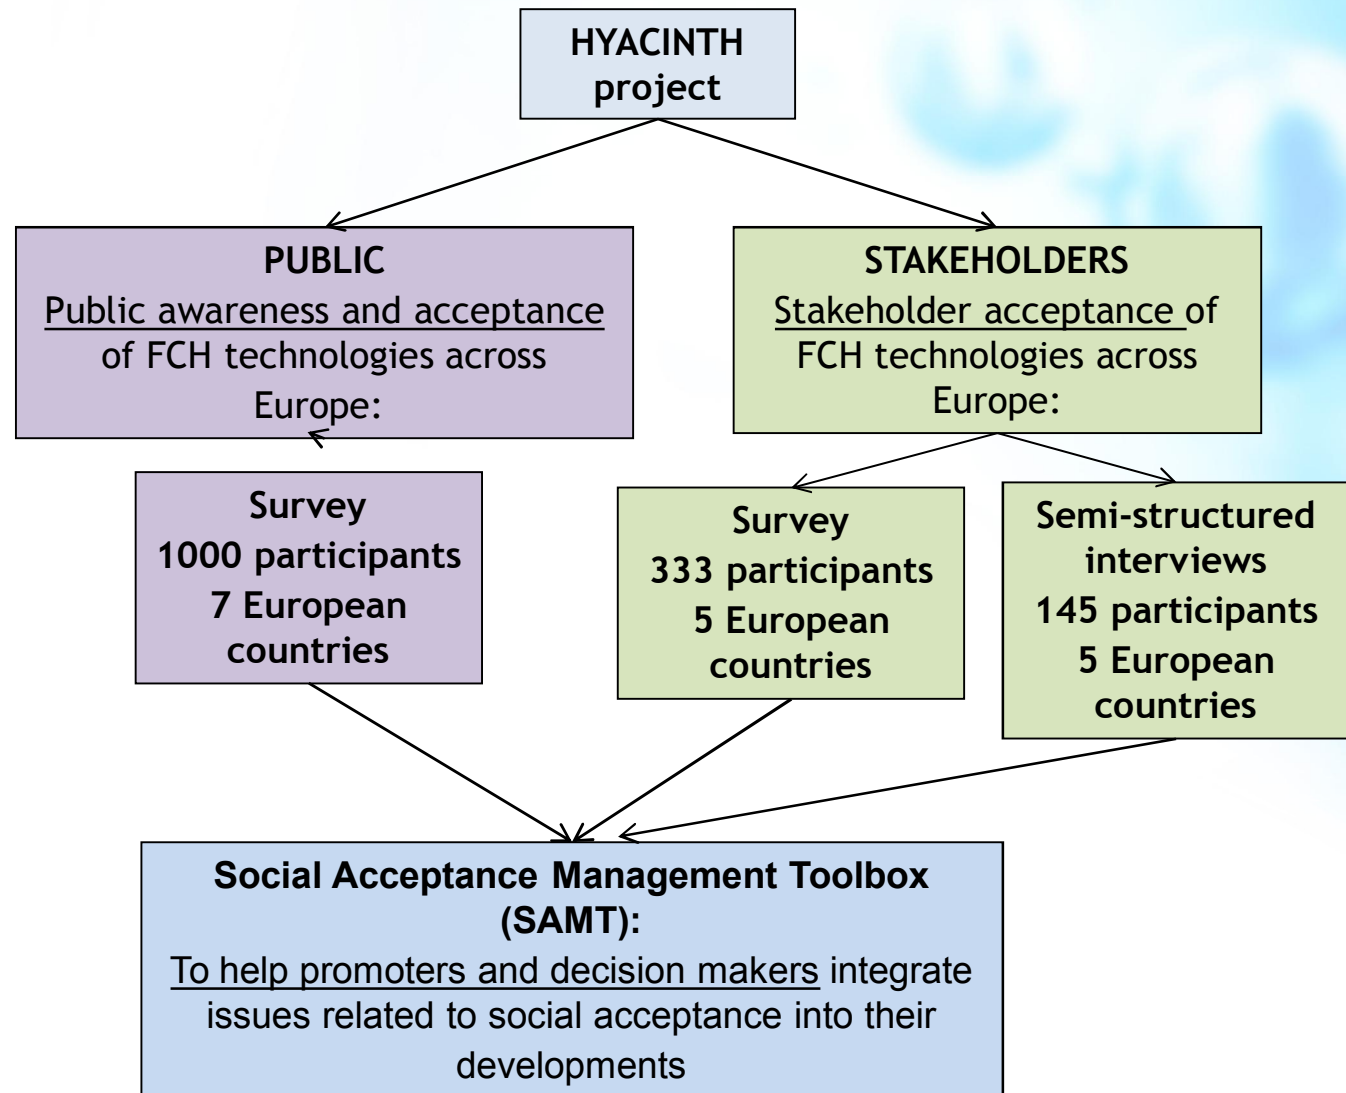 HYACINTH
project
PUBLIC
Public awareness and acceptance
of FCH technologies across
Europe:
STAKEHOLDERS
Stakeholder acceptance of
FCH technologies across
Europe:
Survey
1000 participants
7 European
countries
Survey
333 participants
5 European
countries
Semi-structured
interviews
145 participants
5 European
countries
Social Acceptance Management Toolbox
(SAMT):
To help promoters and decision makers integrate
issues related to social acceptance into their
developments